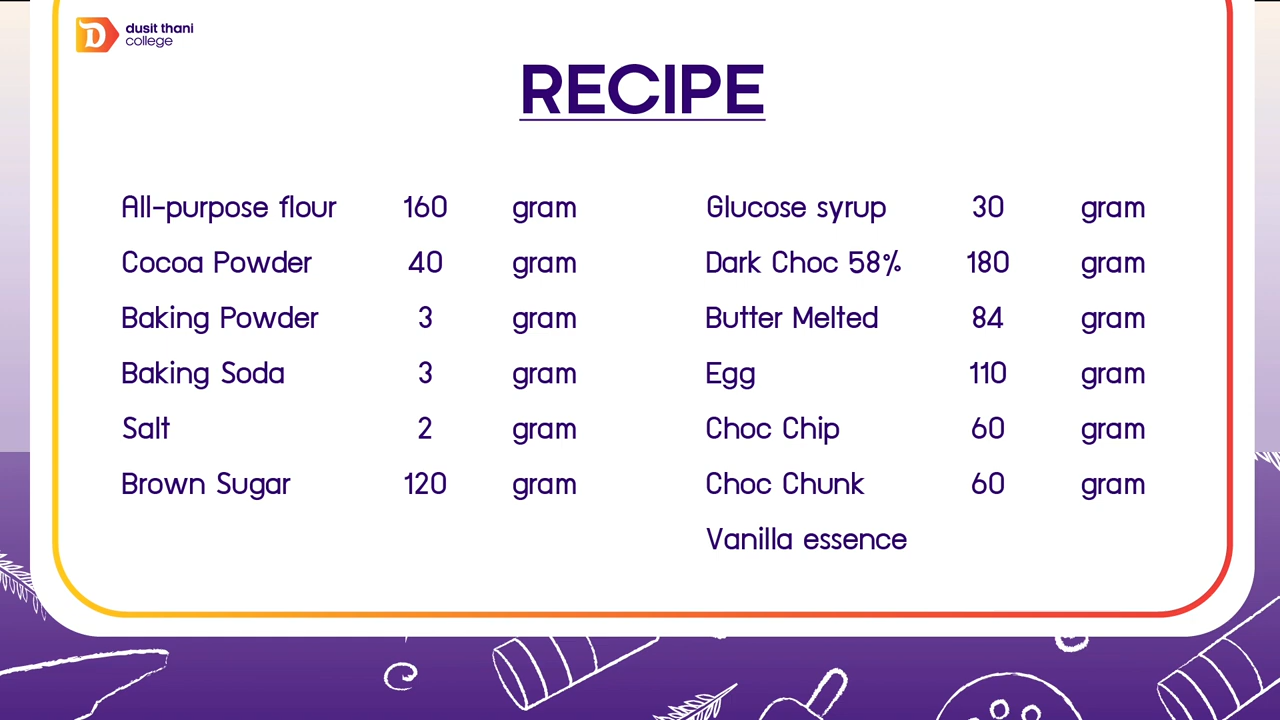 dusit thani
college
RECIPE
All-purpose flour 160 gram
Cocoa Powder 40 gram
Baking Powder 3 gram
Baking Soda 3 gram
Salt 2 gram
Brown Sugar 120 gram
Glucose syrup 30 gram
Dark Choc 58% 180 gram
Butter Melted 84 gram
Egg 110 gram
Choc Chip 60 gram
Choc Chunk 60 gram
Vanilla essence